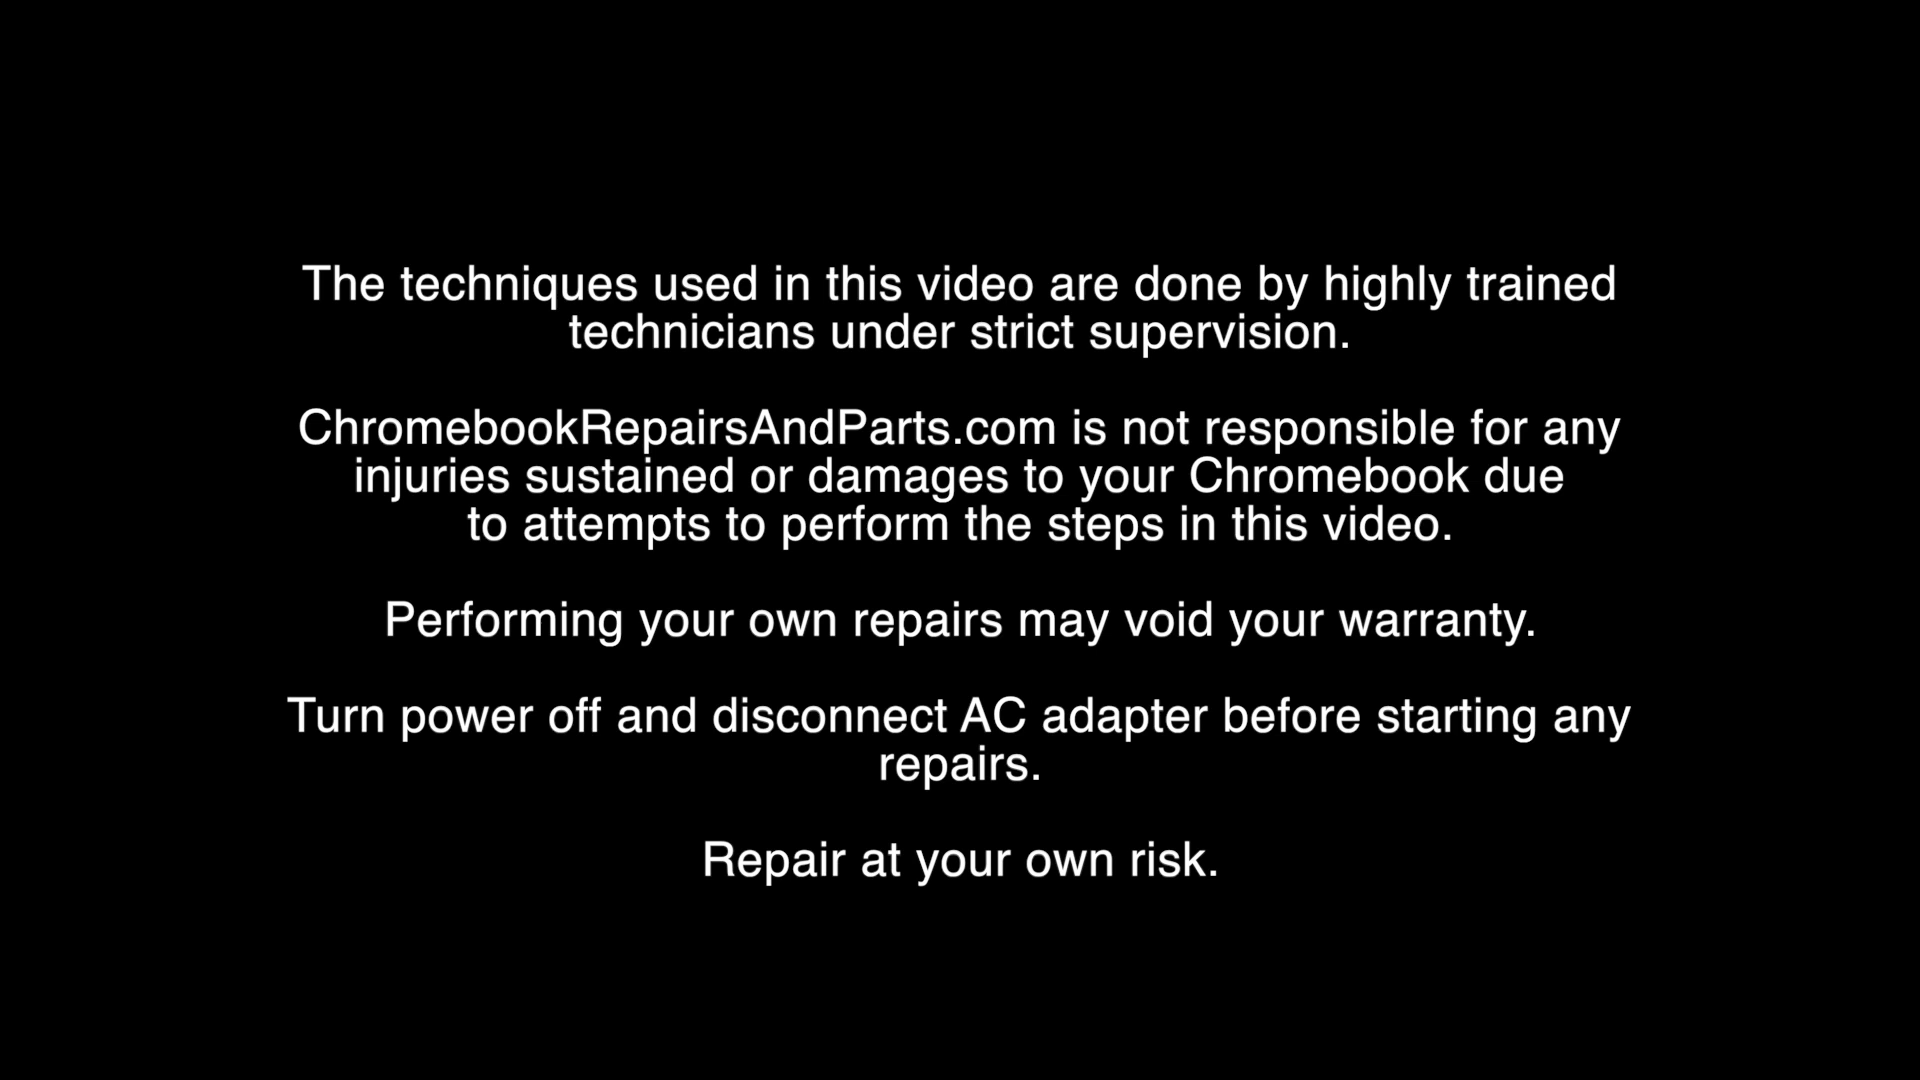 The techniques used in this video are done by highly trained
technicians under strict supervision.
ChromebookRepairsAndParts.com is not responsible for any
injuries sustained or damages to your Chromebook due
to attempts to perform the steps in this video.
Performing your own repairs may void your warranty.
Turn power off and disconnect AC adapter before starting any
repairs.
Repair at your own risk.